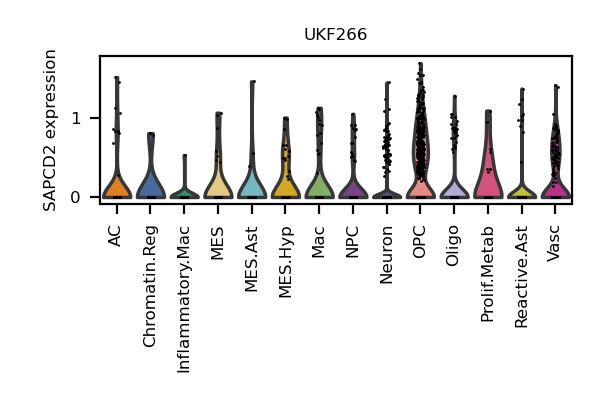 UKF266
SAPCD2 expression
1
0
AC
Chromatin.Reg
Inflammatory.Mac
MES
MES.Ast
MES.Hyp
Mac
NPC
Neuron
OPC
Oligo
Prolif.Metab
Reactive.Ast
Vasc